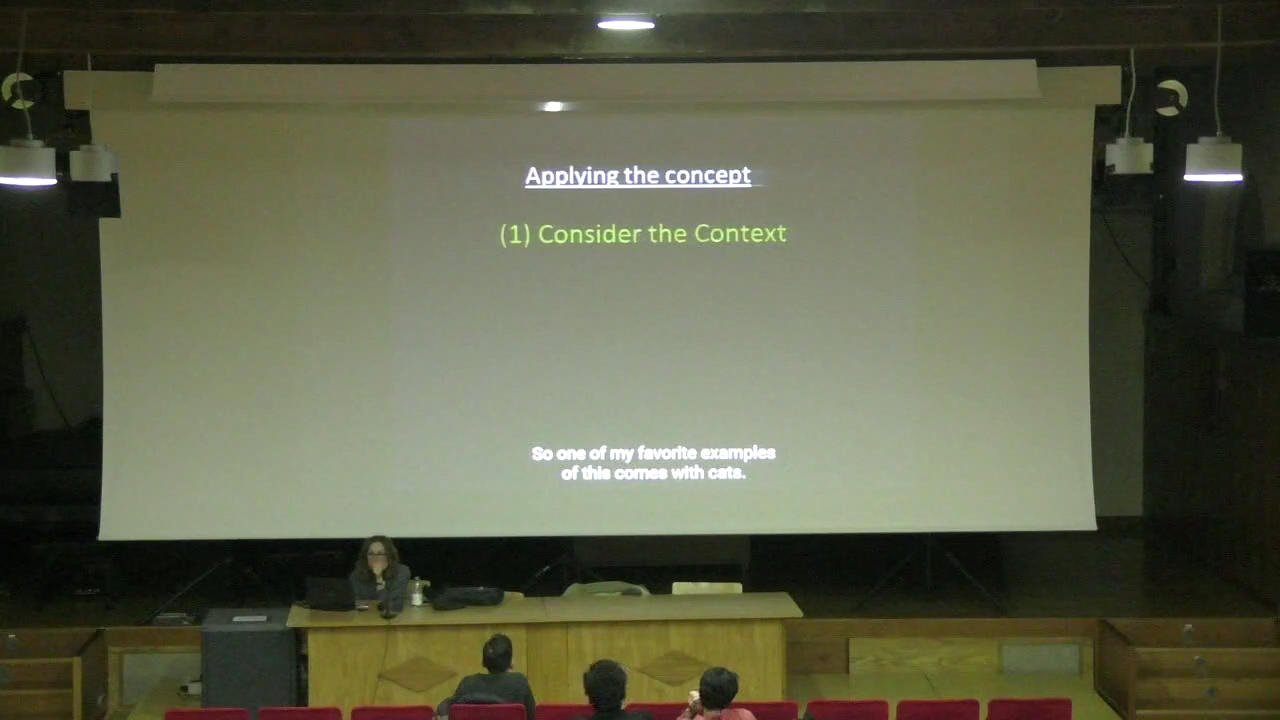 Applying the concept
(1) Consider the Context
So one of my favorite examples
of this comes with cats.